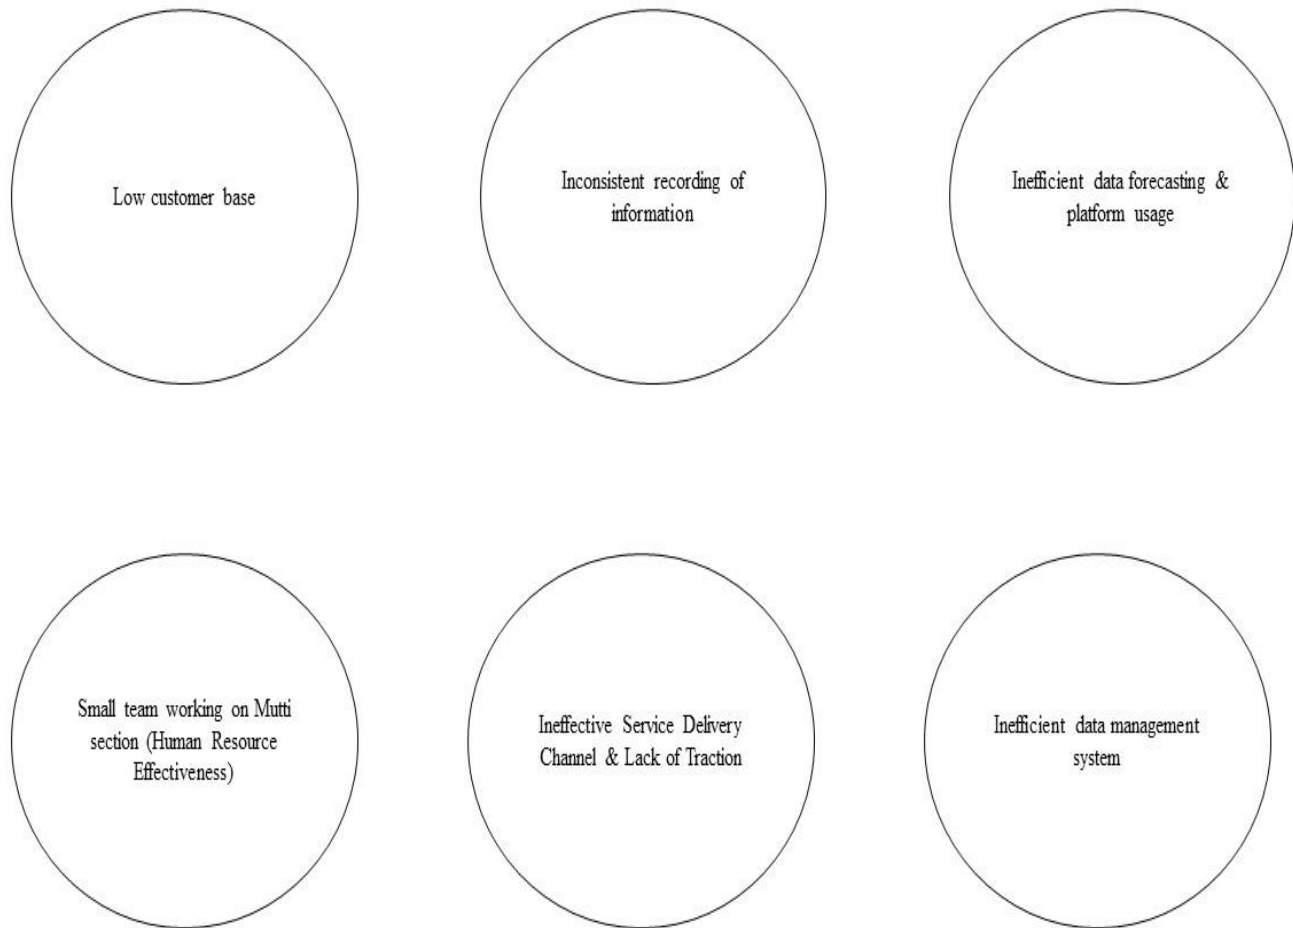 Low customer base
Inconsistent recording of
information
Inefficient data forecasting &
platform usage
Small team working on Mutti
section (Human Resource
Effectiveness)
Ineffective Service Delivery
Channel & Lack of Traction
Inefficient data management
system